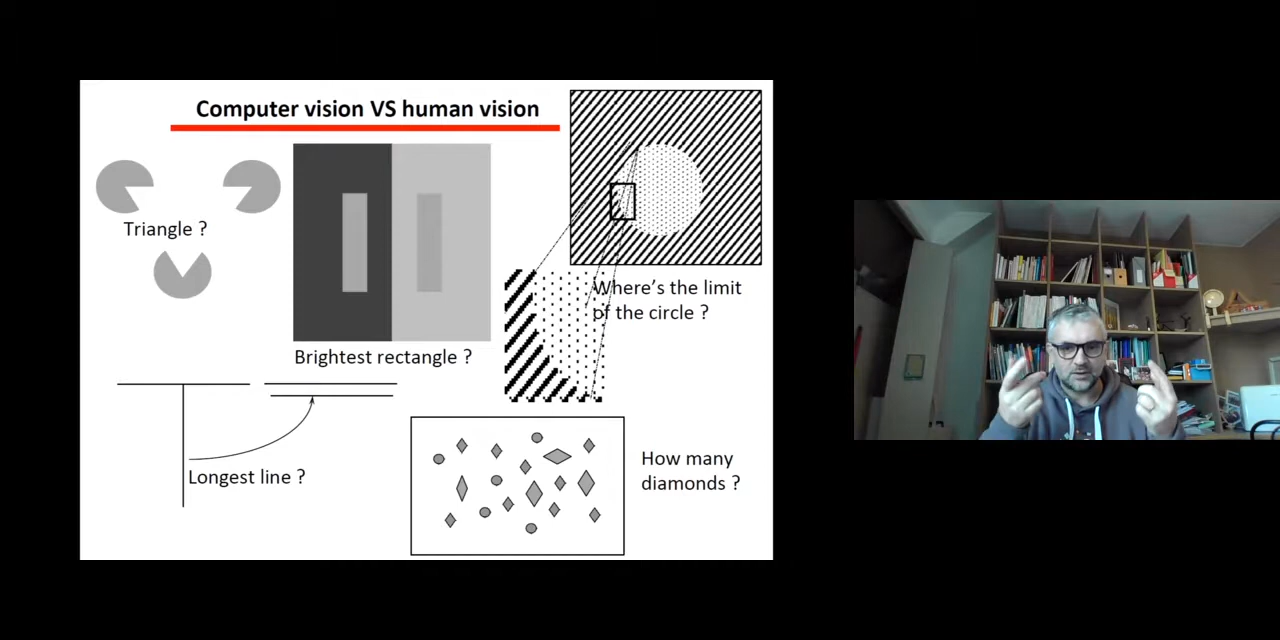 Computer vision VS human vision
Triangle ?
Brightest rectangle ?
Where's the limit
of the circle ?
Longest line ?
How many
diamonds ?